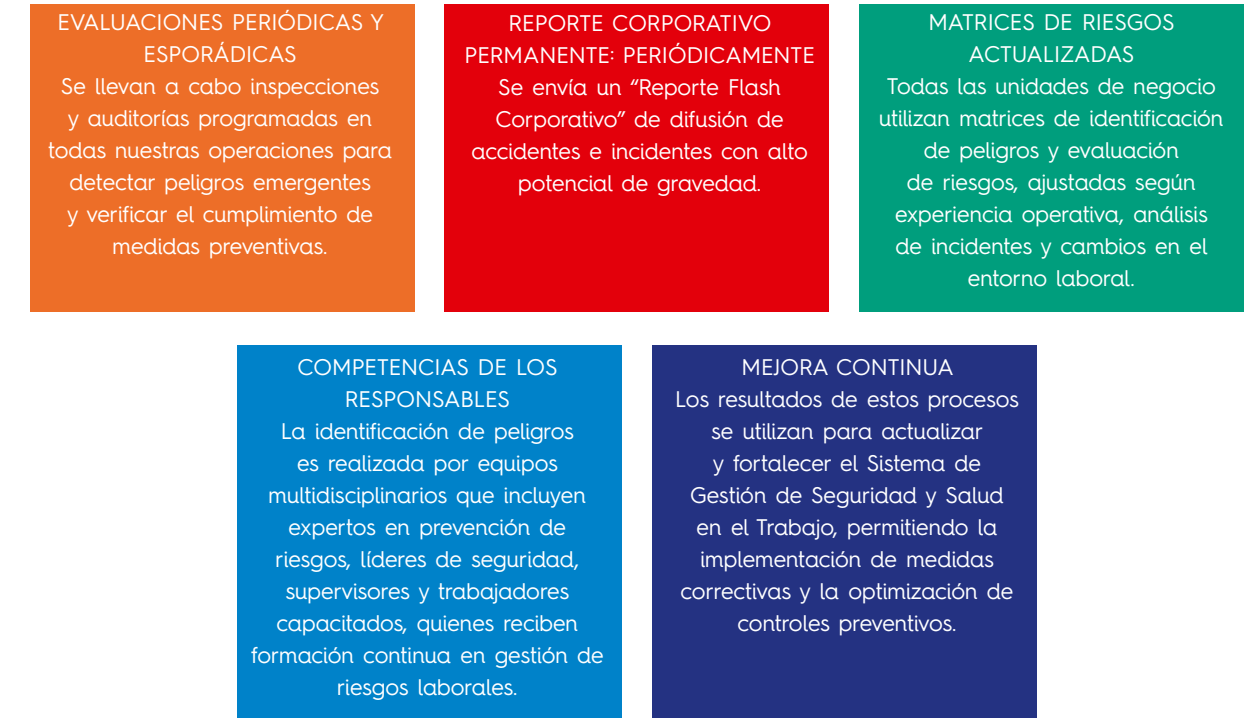 EVALUACIONES PERIÓDICAS Y
ESPORÁDICAS
Se llevan a cabo inspecciones
y auditorías programadas en
todas nuestras operaciones para
detectar peligros emergentes
y verificar el cumplimiento de
medidas preventivas.
REPORTE CORPORATIVO
PERMANENTE: PERIÓDICAMENTE
Se envía un “Reporte Flash
Corporativo” de difusión de
accidentes e incidentes con alto
potencial de gravedad.
MATRICES DE RIESGOS
ACTUALIZADAS
Todas las unidades de negocio
utilizan matrices de identificación
de peligros y evaluación
de riesgos, ajustadas según
experiencia operativa, análisis
de incidentes y cambios en el
entorno laboral.
COMPETENCIAS DE LOS
RESPONSABLES
La identificación de peligros
es realizada por equipos
multidisciplinarios que incluyen
expertos en prevención de
riesgos, líderes de seguridad,
supervisores y trabajadores
capacitados, quienes reciben
formación continua en gestión de
riesgos laborales.
MEJORA CONTINUA
Los resultados de estos procesos
se utilizan para actualizar
y fortalecer el Sistema de
Gestión de Seguridad y Salud
en el Trabajo, permitiendo la
implementación de medidas
correctivas y la optimización de
controles preventivos.